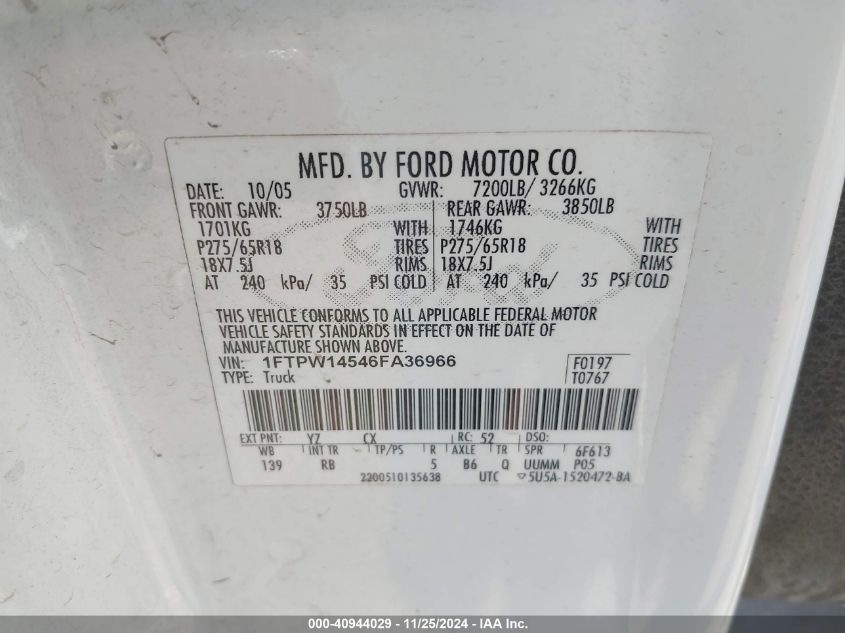 MFD. BY FORD MOTOR CO.
DATE: 10/05 GVWR: 7200LB/ 3266KG
FRONT GAWR: 3750LB REAR GAWR: 3850LB
1701KG WITH 1746KG WITH
P275/65R18 TIRES P275/65R18 TIRES
18X7.5J RIMS 18X7.5J RIMS
AT 240 kPa/ 35 PSI COLD AT 240 kPa/ 35 PSI COLD
THIS VEHICLE CONFORMS TO ALL APPLICABLE FEDERAL MOTOR
VEHICLE SAFETY STANDARDS IN EFFECT ON THE DATE OF
MANUFACTURE SHOWN ABOVE.
VIN: 1FTPW14546FA36966 F0197
TYPE: Truck T0767
EXT PNT: YZ CX RC: 52 DSO:
WB INT TR TP/PS R AXLE TR SPR 6F613
139 RB 5 B6 Q UUMM P05
2200510135638 UTC ▽5U5A-1520472-BA
000-40944029 - 11/25/2024 - IAA Inc.